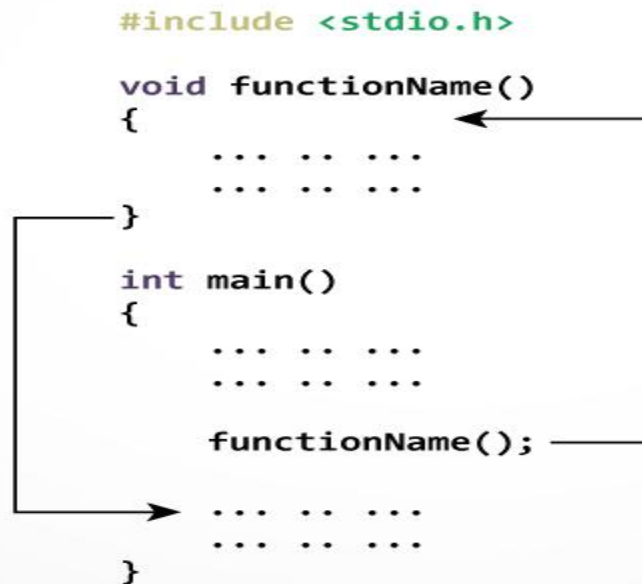 #include <stdio.h>
void functionName()
{
... .. ...
... .. ...
}
int main()
{
... .. ...
... .. ...
functionName();
... .. ...
... .. ...
}